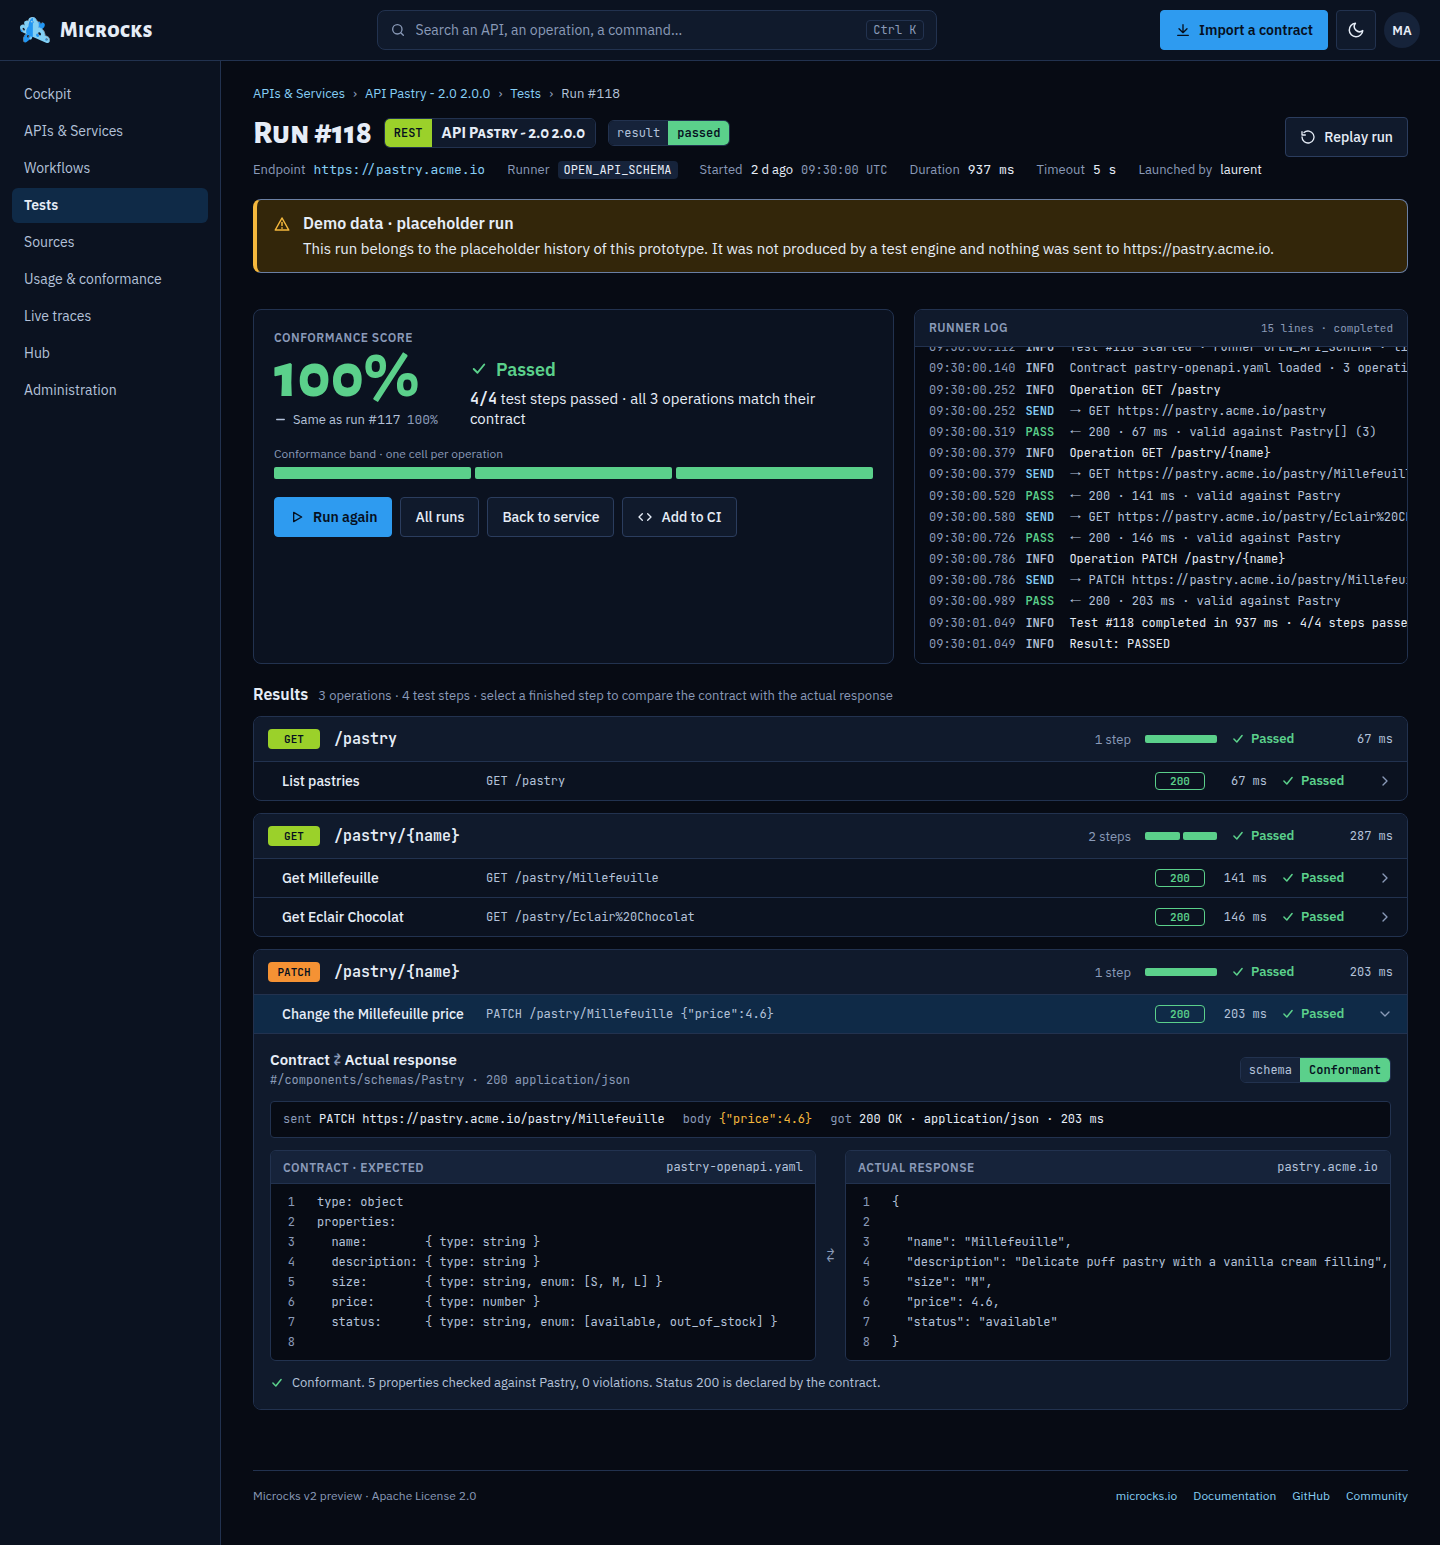 Microcks
Search an API, an operation, a command...
Ctrl K
Import a contract
MA
Cockpit
APIs & Services
Workflows
Tests
Sources
Usage & conformance
Live traces
Hub
Administration
APIs & Services › API Pastry - 2.0 2.0.0 › Tests › Run #118
Run #118
REST API Pastry - 2.0 2.0.0
result passed
Replay run
Endpoint https://pastry.acme.io Runner OPEN_API_SCHEMA Started 2 d ago 09:30:00 UTC Duration 937 ms Timeout 5 s Launched by laurent
Demo data · placeholder run
This run belongs to the placeholder history of this prototype. It was not produced by a test engine and nothing was sent to https://pastry.acme.io.
CONFORMANCE SCORE
100%
— Same as run #117 100%
Passed
4/4 test steps passed · all 3 operations match their
contract
Conformance band · one cell per operation
Run again
All runs
Back to service
Add to CI
RUNNER LOG
15 lines · completed
09:30:00.112 INFO Test #118 started · runner OPEN_API_SCHEMA ·
09:30:00.140 INFO Contract pastry-openapi.yaml loaded · 3 operati
09:30:00.252 INFO Operation GET /pastry
09:30:00.252 SEND → GET https://pastry.acme.io/pastry
09:30:00.319 PASS ← 200 · 67 ms · valid against Pastry[] (3)
09:30:00.379 INFO Operation GET /pastry/{name}
09:30:00.379 SEND → GET https://pastry.acme.io/pastry/Millefeuil
09:30:00.520 PASS ← 200 · 141 ms · valid against Pastry
09:30:00.580 SEND → GET https://pastry.acme.io/pastry/Eclair%20C
09:30:00.726 PASS ← 200 · 146 ms · valid against Pastry
09:30:00.786 INFO Operation PATCH /pastry/{name}
09:30:00.786 SEND → PATCH https://pastry.acme.io/pastry/Millefeu
09:30:00.989 PASS ← 200 · 203 ms · valid against Pastry
09:30:01.049 INFO Test #118 completed in 937 ms · 4/4 steps passe
09:30:01.049 INFO Result: PASSED
Results 3 operations · 4 test steps · select a finished step to compare the contract with the actual response
GET /pastry 1 step Passed 67 ms
List pastries GET /pastry 200 67 ms Passed
GET /pastry/{name} 2 steps Passed 287 ms
Get Millefeuille GET /pastry/Millefeuille 200 141 ms Passed
Get Eclair Chocolat GET /pastry/Eclair%20Chocolat 200 146 ms Passed
PATCH /pastry/{name} 1 step Passed 203 ms
Change the Millefeuille price PATCH /pastry/Millefeuille {"price":4.6} 200 203 ms Passed
Contract ⇄ Actual response
#/components/schemas/Pastry · 200 application/json
schema Conformant
sent PATCH https://pastry.acme.io/pastry/Millefeuille body {"price":4.6} got 200 OK · application/json · 203 ms
CONTRACT · EXPECTED
pastry-openapi.yaml
1 type: object
2 properties:
3 name: { type: string }
4 description: { type: string }
5 size: { type: string, enum: [S, M, L] }
6 price: { type: number }
7 status: { type: string, enum: [available, out_of_stock] }
8
⇄
ACTUAL RESPONSE
pastry.acme.io
1 {
2
3 "name": "Millefeuille",
4 "description": "Delicate puff pastry with a vanilla cream filling",
5 "size": "M",
6 "price": 4.6,
7 "status": "available"
8 }
Conformant. 5 properties checked against Pastry, 0 violations. Status 200 is declared by the contract.
Microcks v2 preview · Apache License 2.0
microcks.io
Documentation
GitHub
Community